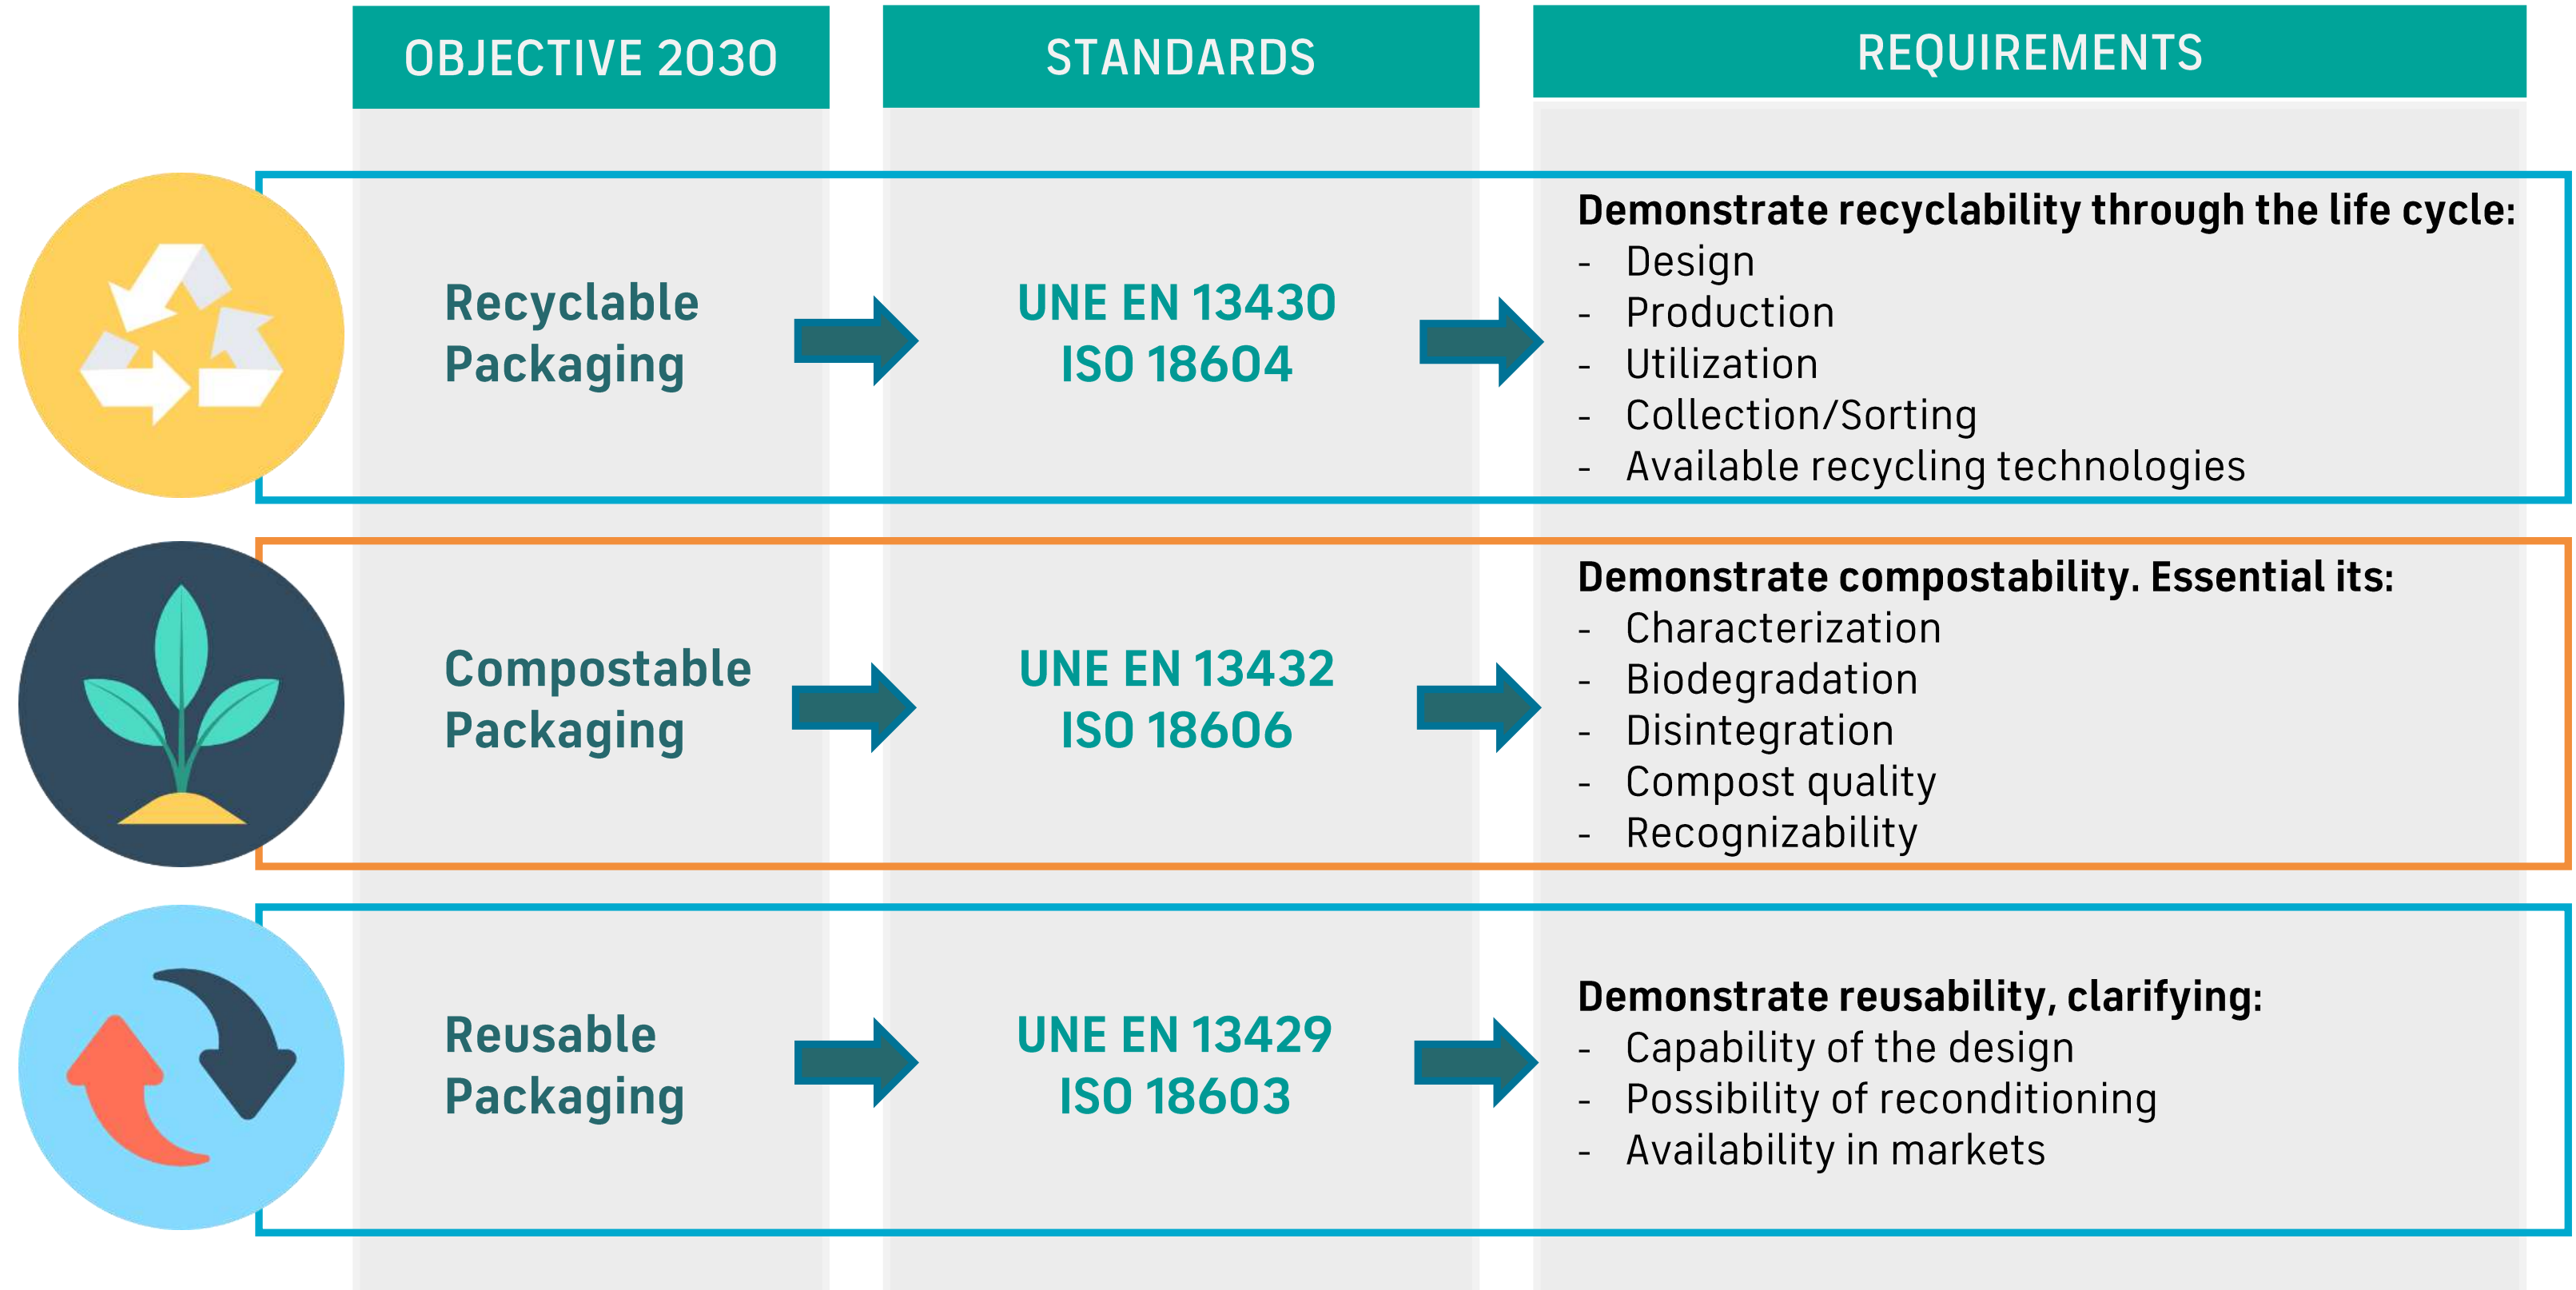 OBJECTIVE 2030
STANDARDS
REQUIREMENTS
Recyclable
Packaging
UNE EN 13430
ISO 18604
Demonstrate recyclability through the life cycle:
- Design
- Production
- Utilization
- Collection/Sorting
- Available recycling technologies
Compostable
Packaging
UNE EN 13432
ISO 18606
Demonstrate compostability. Essential its:
- Characterization
- Biodegradation
- Disintegration
- Compost quality
- Recognizability
Reusable
Packaging
UNE EN 13429
ISO 18603
Demonstrate reusability, clarifying:
- Capability of the design
- Possibility of reconditioning
- Availability in markets